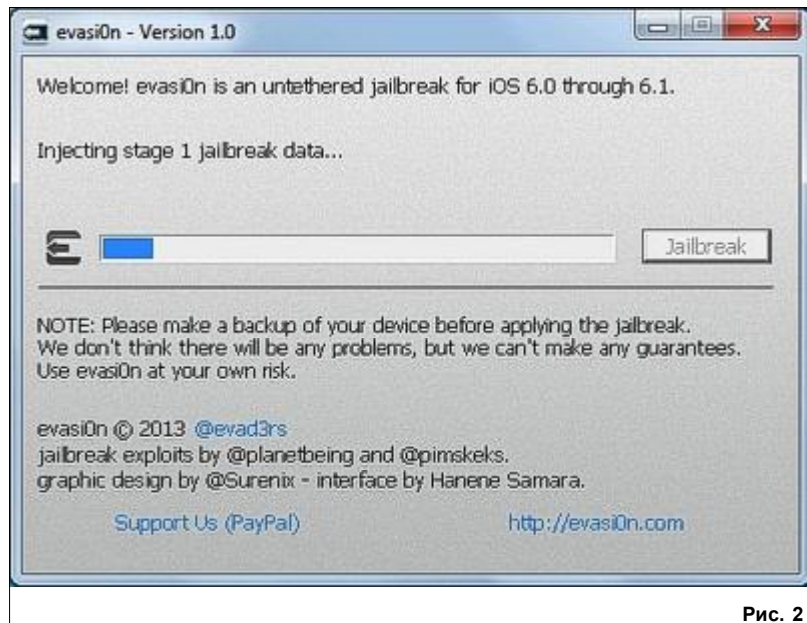 evasi0n - Version 1.0
Welcome! evasi0n is an untethered jailbreak for iOS 6.0 through 6.1.
Injecting stage 1 jailbreak data...
Jailbreak
NOTE: Please make a backup of your device before applying the jailbreak.
We don't think there will be any problems, but we can't make any guarantees.
Use evasi0n at your own risk.
evasi0n © 2013 @evad3rs
jailbreak exploits by @planetbeing and @pimskeks.
graphic design by @Surenix - interface by Hanene Samara.
Support Us (PayPal) http://evasi0n.com
Рис. 2